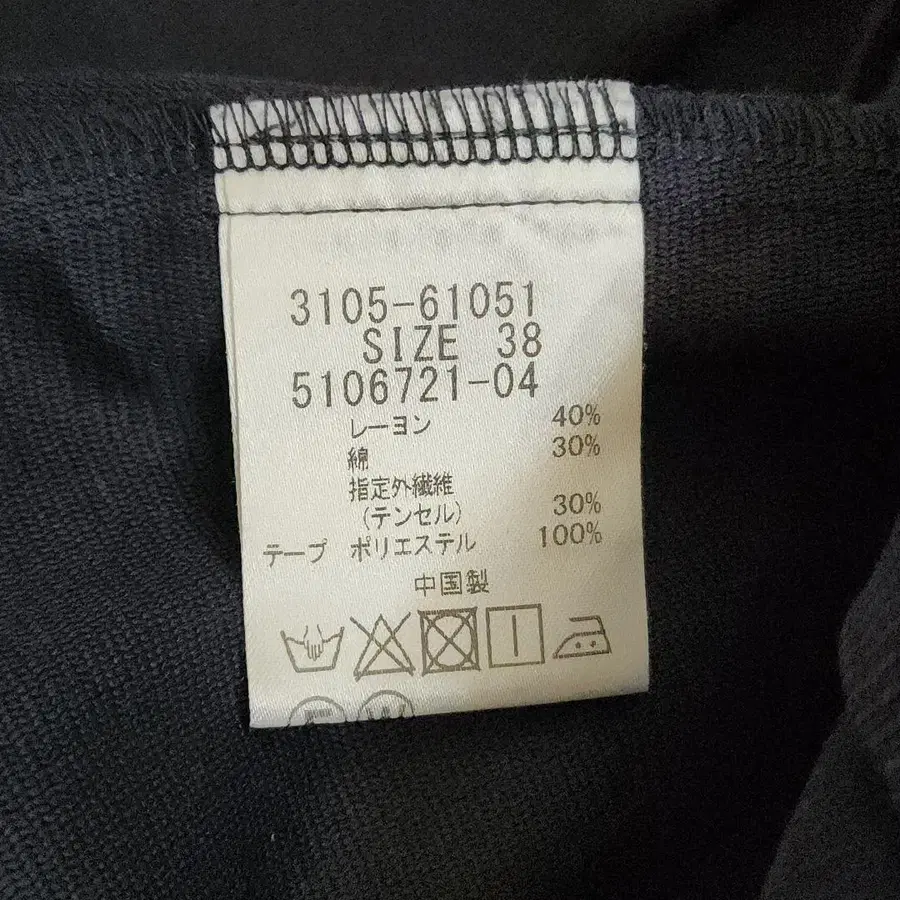 3105-61051
SIZE 38
5106721-04
レーヨン 40%
綿 30%
指定外繊維
(テンセル) 30%
テープ ポリエステル 100%
中国製